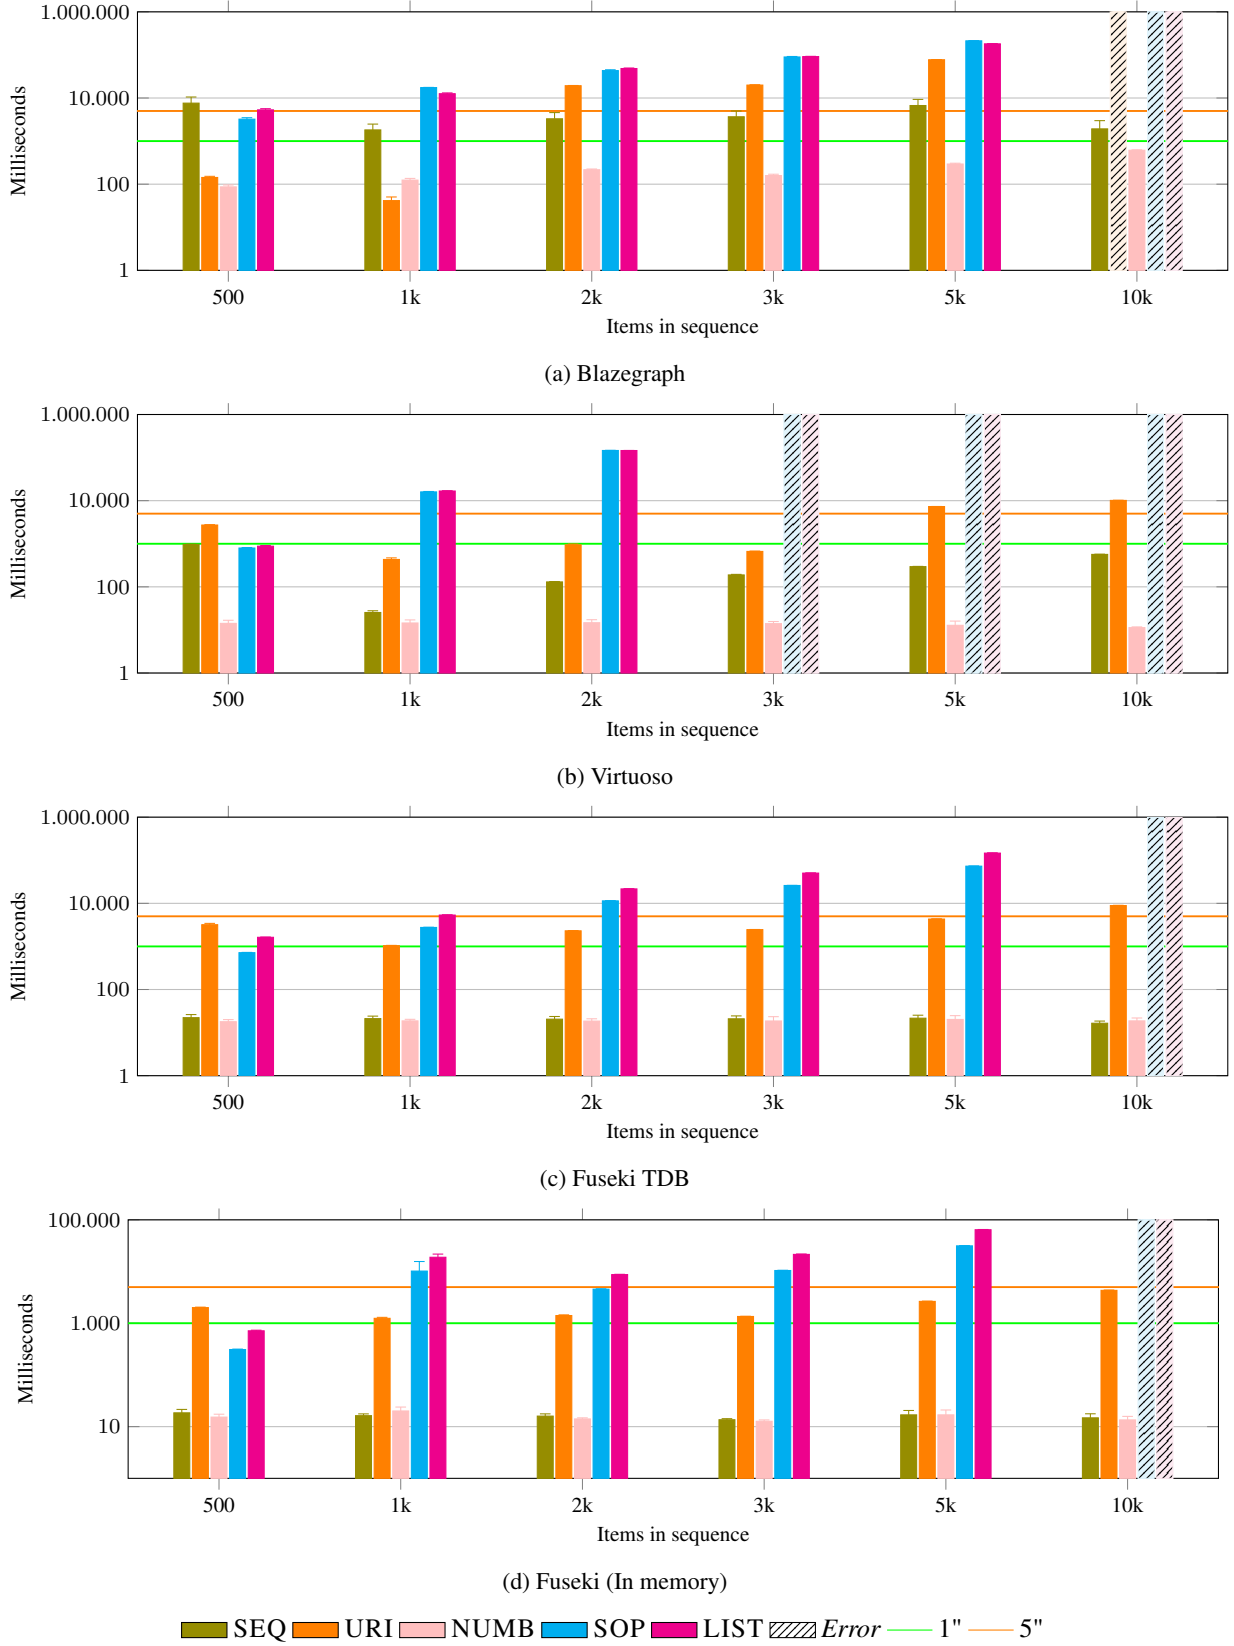 1.000.000
10.000
100
1
Milliseconds
500 1k 2k 3k 5k 10k
Items in sequence
(a) Blazegraph
1.000.000
10.000
100
1
Milliseconds
500 1k 2k 3k 5k 10k
Items in sequence
(b) Virtuoso
1.000.000
10.000
100
1
Milliseconds
500 1k 2k 3k 5k 10k
Items in sequence
(c) Fuseki TDB
100.000
1.000
10
Milliseconds
500 1k 2k 3k 5k 10k
Items in sequence
(d) Fuseki (In memory)
SEQ URI NUMB SOP LIST Error 1" 5"